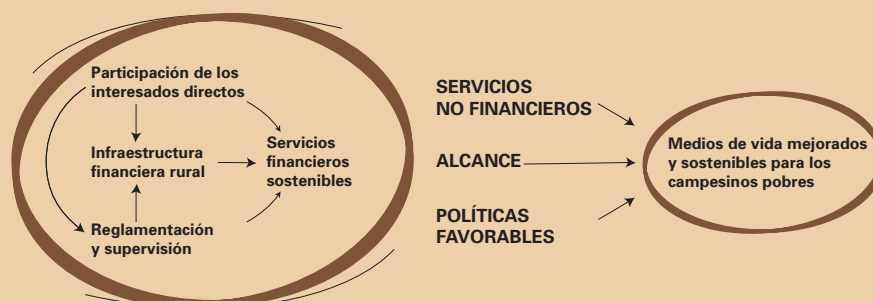 Participación de los
interesados directos
Infraestructura
financiera rural
Reglamentación
y supervisión
Servicios
financieros
sostenibles
SERVICIOS
NO FINANCIEROS
ALCANCE
POLÍTICAS
FAVORABLES
Medios de vida mejorados
y sostenibles para los
campesinos pobres